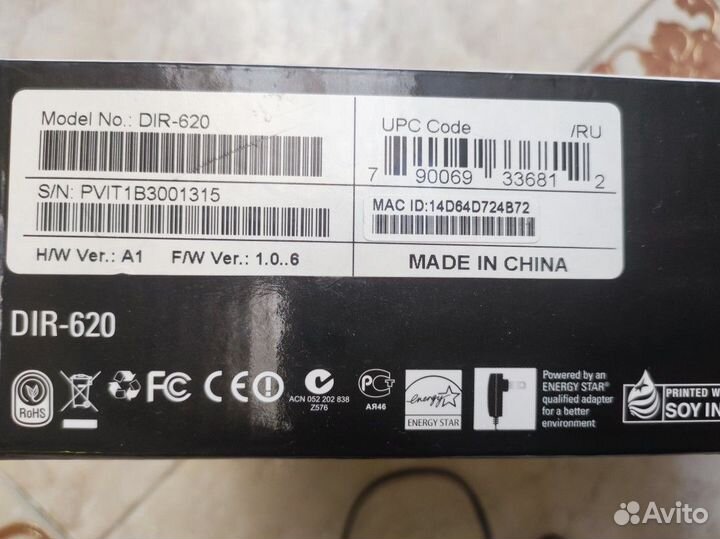 Model No.: DIR-620
S/N: PVIT1B3001315
H/W Ver.: A1 F/W Ver.: 1.0..6
UPC Code /RU
7 90069 33681 2
MAC ID:14D64D724B72
MADE IN CHINA
DIR-620
RoHS
FC CE
ACN 052 202 838
Z576
РСТ
АЯ46
energy
ENERGY STAR
Powered by an
ENERGY STAR®
qualified adapter
for a better
environment
PRINTED W
SOY IN
Avito